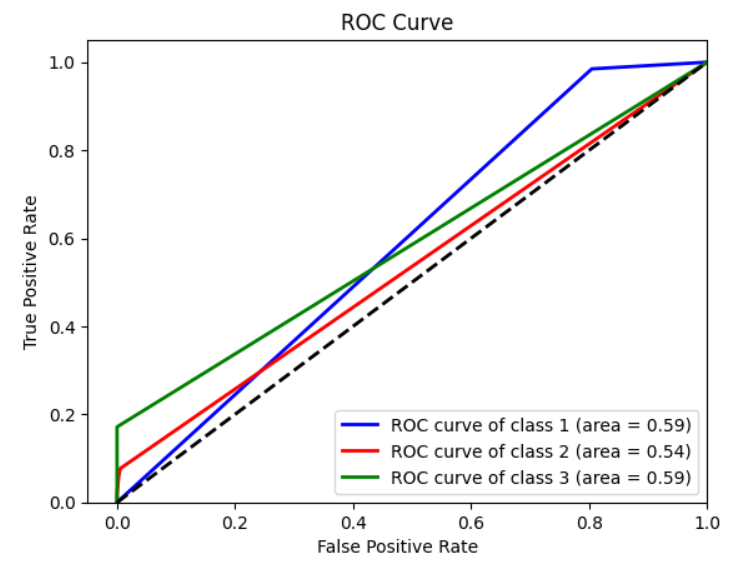 ROC Curve
True Positive Rate
1.0
0.8
0.6
0.4
0.2
0.0
ROC curve of class 1 (area = 0.59)
ROC curve of class 2 (area = 0.54)
ROC curve of class 3 (area = 0.59)
0.0 0.2 0.4 0.6 0.8 1.0
False Positive Rate